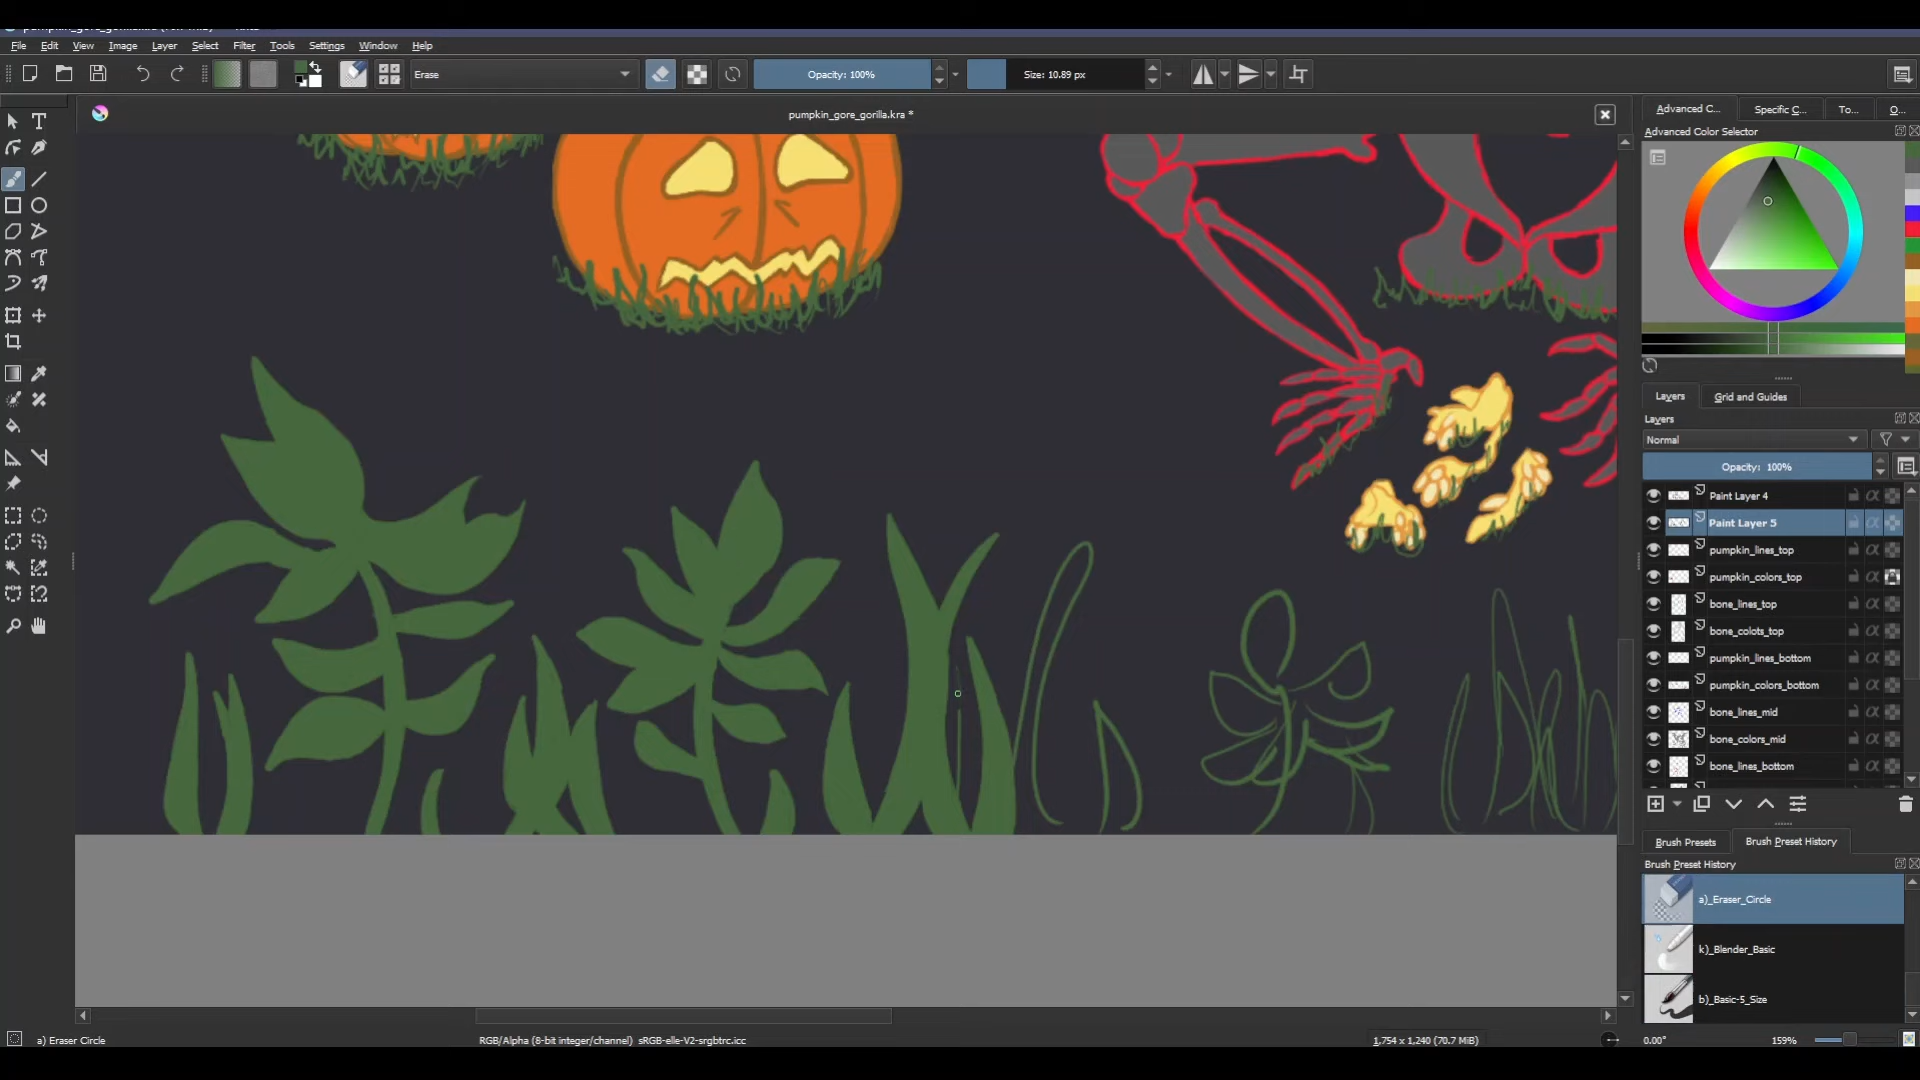 File Edit View Image Layer Select Filter Tools Settings Window Help
Erase
Opacity: 100%
Size: 10.89 px
pumpkin_gore_gorilla.kra *
Advanced C... Specific C... To... O...
Advanced Color Selector
Layers Grid and Guides
Layers
Normal
Opacity: 100%
Paint Layer 4
Paint Layer 5
pumpkin_lines_top
pumpkin_colors_top
bone_lines_top
bone_colots_top
pumpkin_lines_bottom
pumpkin_colors_bottom
bone_lines_mid
bone_colors_mid
bone_lines_bottom
Brush Presets Brush Preset History
Brush Preset History
a)_Eraser_Circle
k)_Blender_Basic
b)_Basic-5_Size
a) Eraser Circle
RGB/Alpha (8-bit integer/channel) sRGB-elle-V2-srgbtrc.icc
1,754 x 1,240 (70.7 MiB)
0.00°
159%